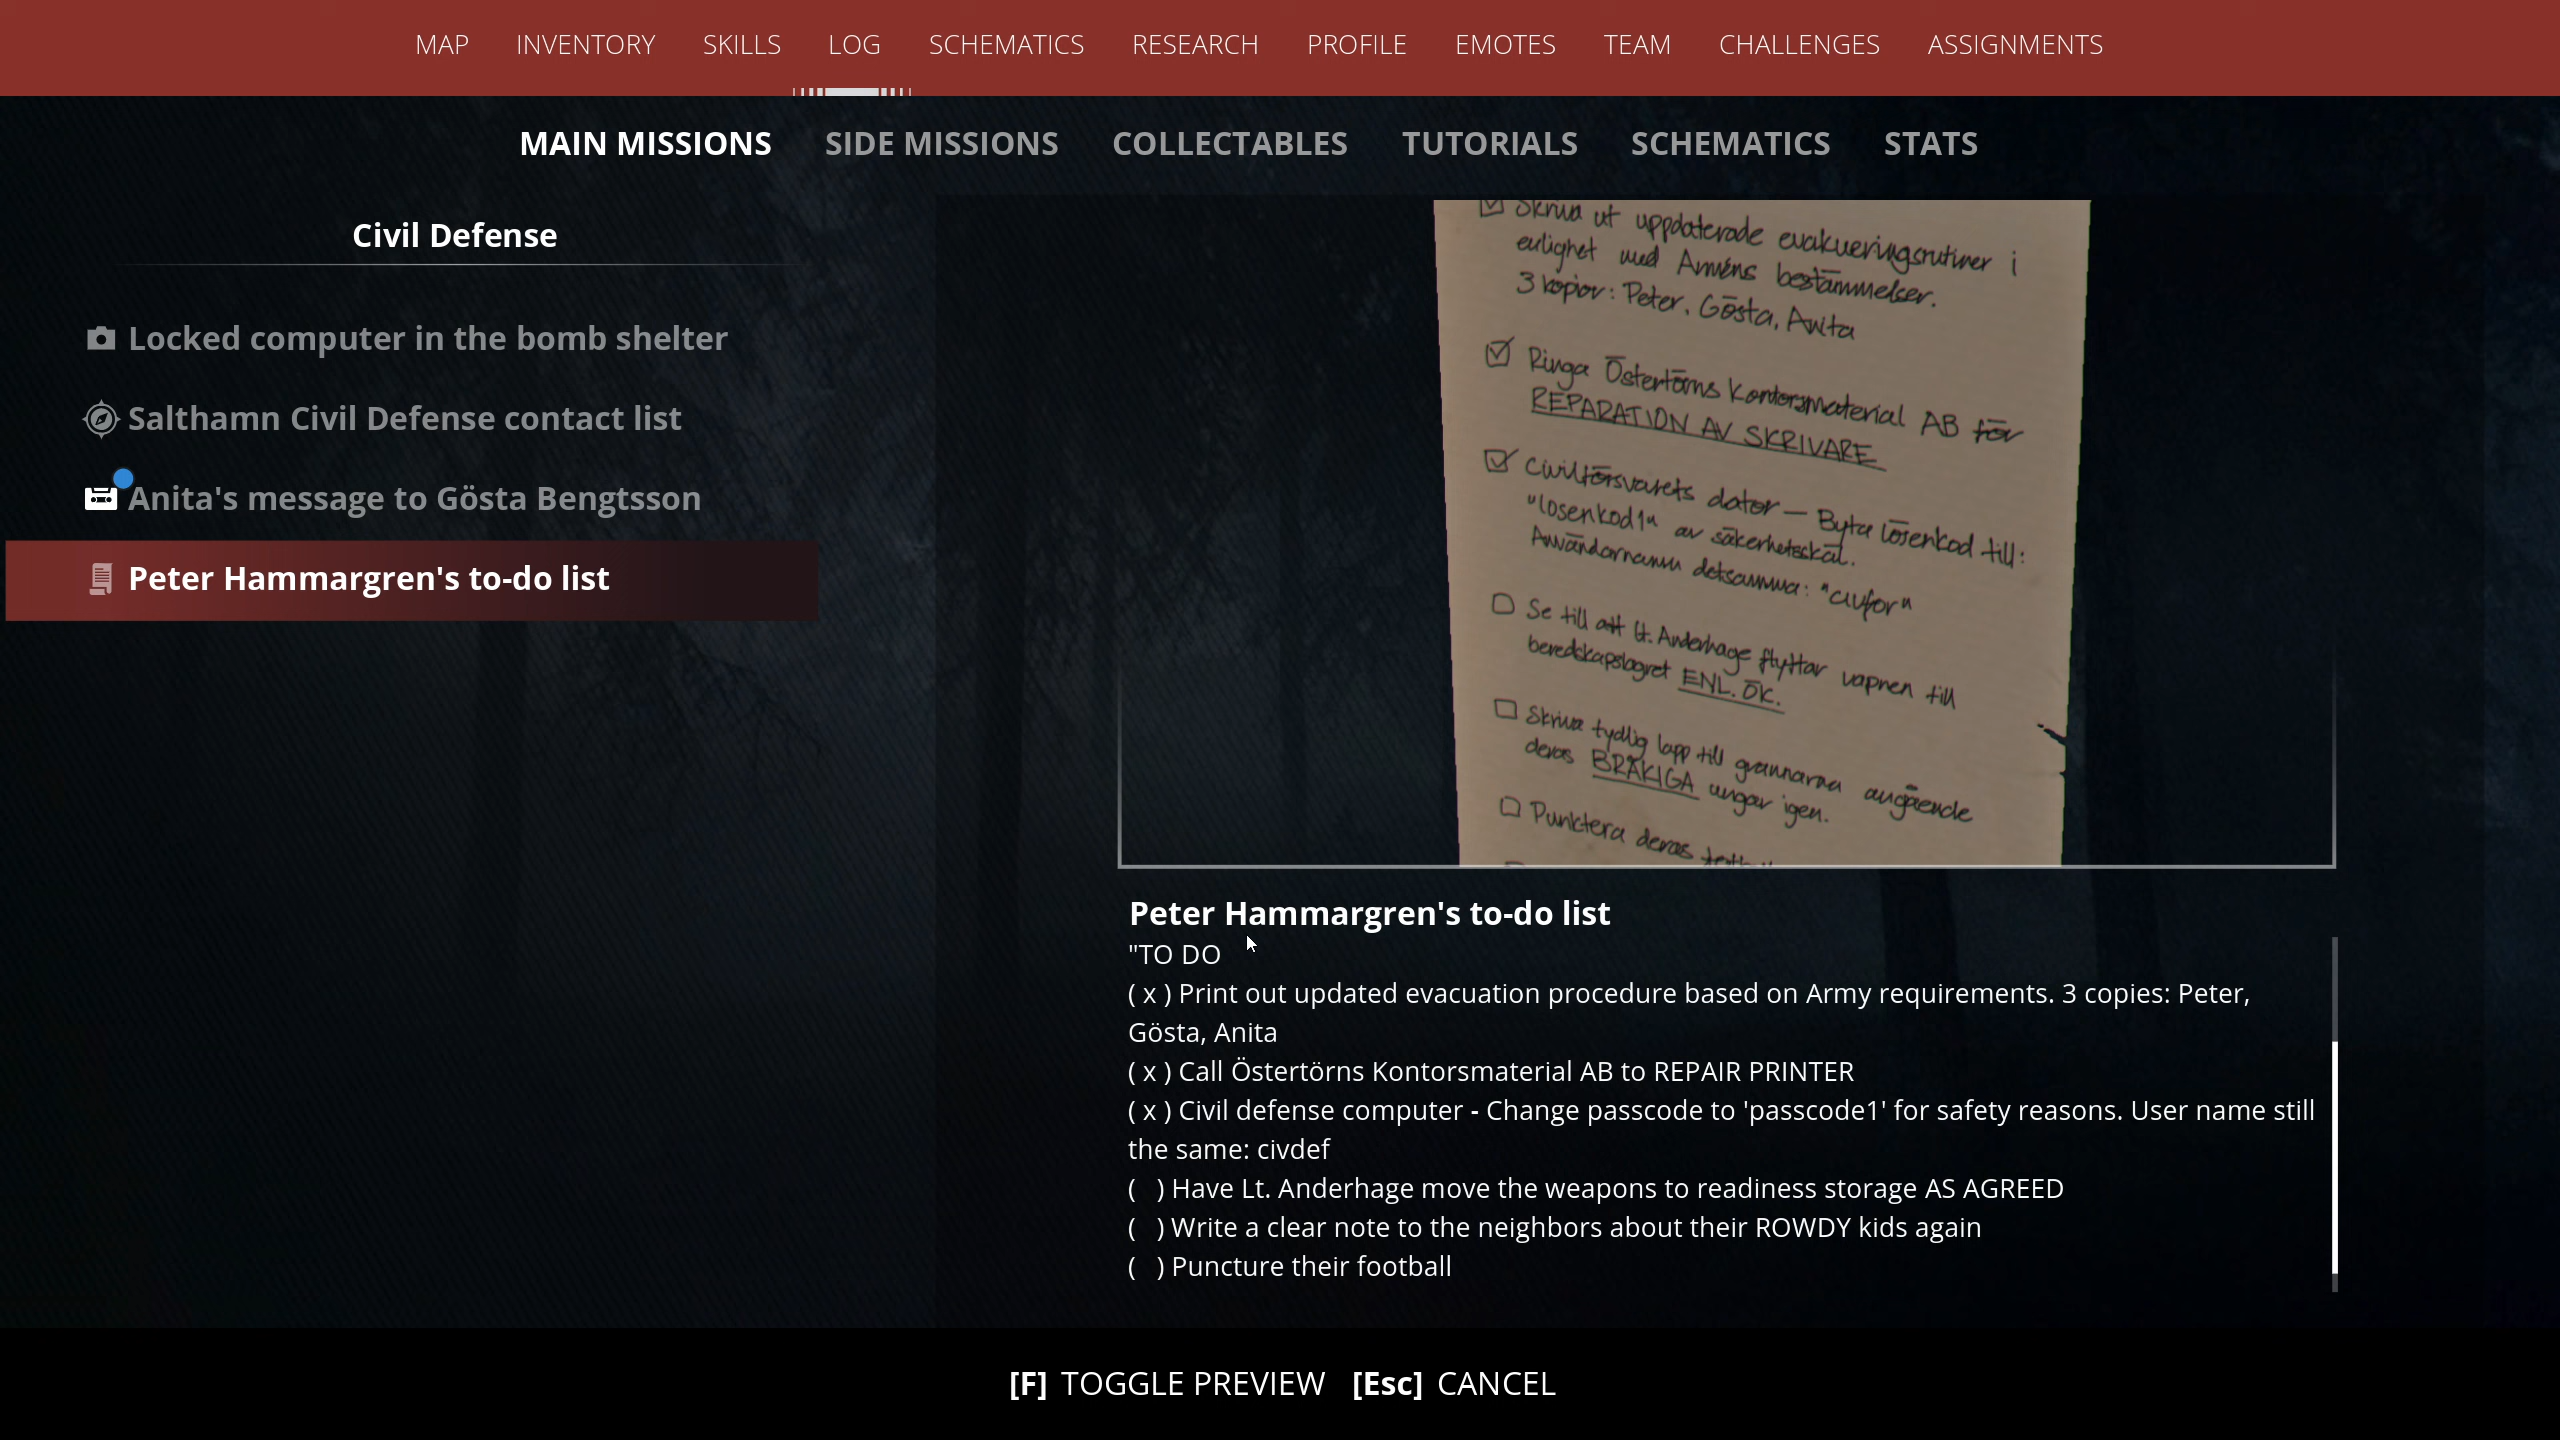 MAP INVENTORY SKILLS LOG SCHEMATICS RESEARCH PROFILE EMOTES TEAM CHALLENGES ASSIGNMENTS
MAIN MISSIONS SIDE MISSIONS COLLECTABLES TUTORIALS SCHEMATICS STATS
Civil Defense
Locked computer in the bomb shelter
Salthamn Civil Defense contact list
Anita's message to Gösta Bengtsson
Peter Hammargren's to-do list
Skriva ut uppdaterade evakueringsrutiner i
enlighet med Arméns bestämmelser.
3 kopior: Peter, Gösta, Anita
Ringa Östertörns Kontorsmaterial AB för
REPARATION AV SKRIVARE
Civilförsvarets dator — Byta lösenkod till:
"losenkod1" av säkerhetsskäl.
Användarnamn detsamma: "civfor"
Se till att Lt. Anderhage flyttar vapnen till
beredskapslagret ENL. ÖK.
Skriva tydlig lapp till grannarna angående
deras BRÅKIGA ungar igen.
Punktera deras
Peter Hammargren's to-do list
"TO DO
( x ) Print out updated evacuation procedure based on Army requirements. 3 copies: Peter,
Gösta, Anita
( x ) Call Östertörns Kontorsmaterial AB to REPAIR PRINTER
( x ) Civil defense computer - Change passcode to 'passcode1' for safety reasons. User name still
the same: civdef
(   ) Have Lt. Anderhage move the weapons to readiness storage AS AGREED
(   ) Write a clear note to the neighbors about their ROWDY kids again
(   ) Puncture their football
[F] TOGGLE PREVIEW [Esc] CANCEL